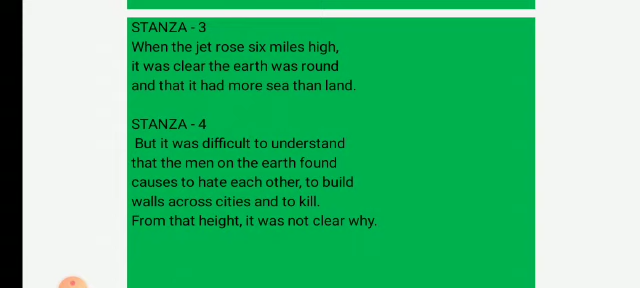 STANZA - 3
When the jet rose six miles high,
it was clear the earth was round
and that it had more sea than land.
STANZA - 4
But it was difficult to understand
that the men on the earth found
causes to hate each other, to build
walls across cities and to kill.
From that height, it was not clear why.